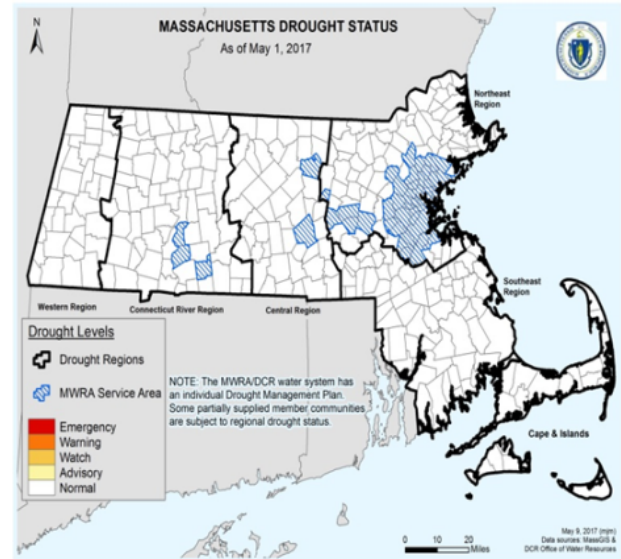 MASSACHUSETTS DROUGHT STATUS
As of May 1, 2017
N
Northeast
Region
Southeast
Region
Western Region
Connecticut River Region
Central Region
Cape & Islands
Drought Levels
Drought Regions
MWRA Service Area
Emergency
Warning
Watch
Advisory
Normal
NOTE: The MWRA/DCR water system has
an individual Drought Management Plan.
Some partially supplied member communities
are subject to regional drought status.
0 10 20
Miles
May 9, 2017 (mjm)
Data sources: MassGIS &
DCR Office of Water Resources